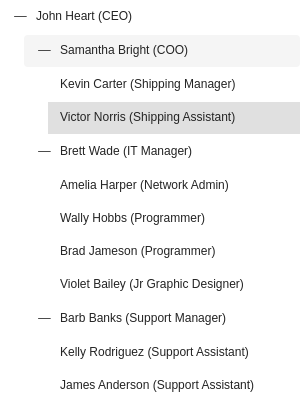 John Heart (CEO)
Samantha Bright (COO)
Kevin Carter (Shipping Manager)
Victor Norris (Shipping Assistant)
Brett Wade (IT Manager)
Amelia Harper (Network Admin)
Wally Hobbs (Programmer)
Brad Jameson (Programmer)
Violet Bailey (Jr Graphic Designer)
Barb Banks (Support Manager)
Kelly Rodriguez (Support Assistant)
James Anderson (Support Assistant)